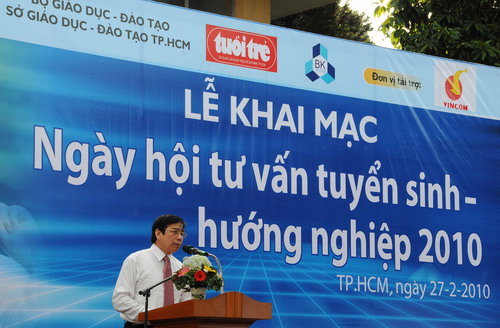 BỘ GIÁO DỤC - ĐÀO TẠO
SỞ GIÁO DỤC - ĐÀO TẠO TP.HCM
tuổi trẻ
BK
Đơn vị tài trợ:
VINCOM
LỄ KHAI MẠC
Ngày hội tư vấn tuyển sinh -
hướng nghiệp 2010
TP.HCM, ngày 27-2-2010